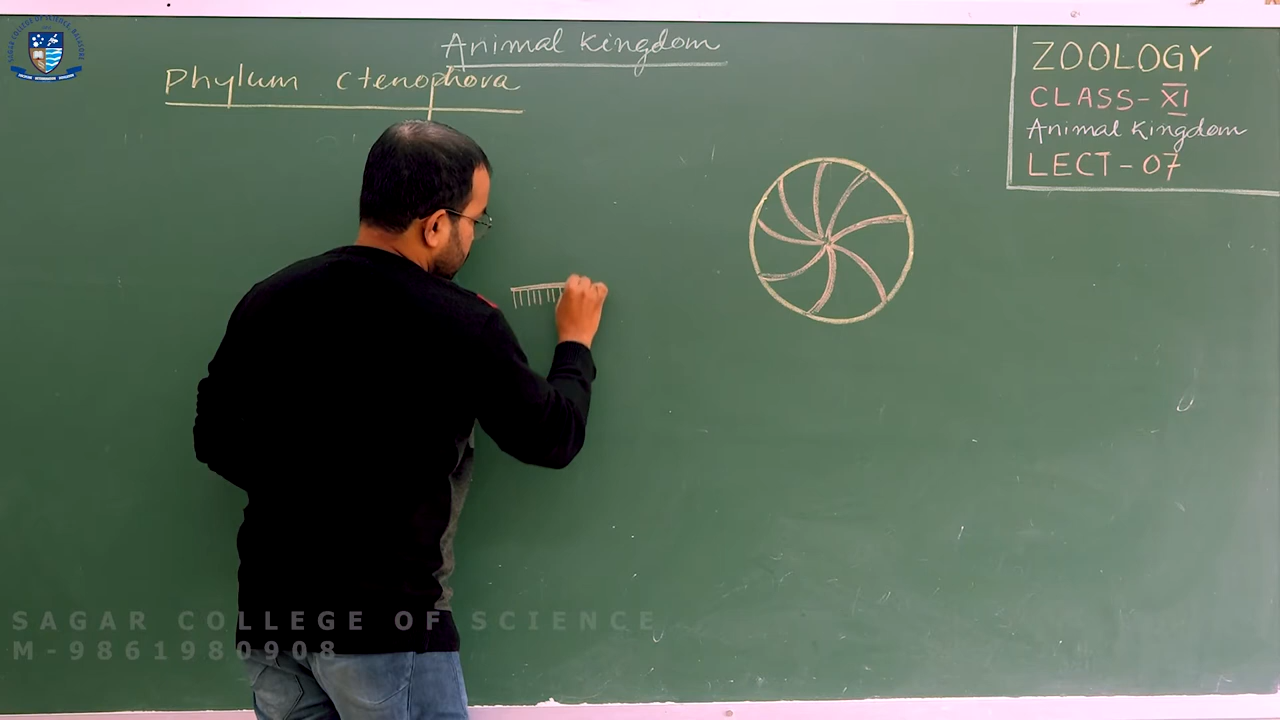 Animal Kingdom
Phylum Ctenophora
ZOOLOGY
CLASS-XI
Animal Kingdom
LECT-07
SAGAR COLLEGE OF SCIENCE
M-9861980908